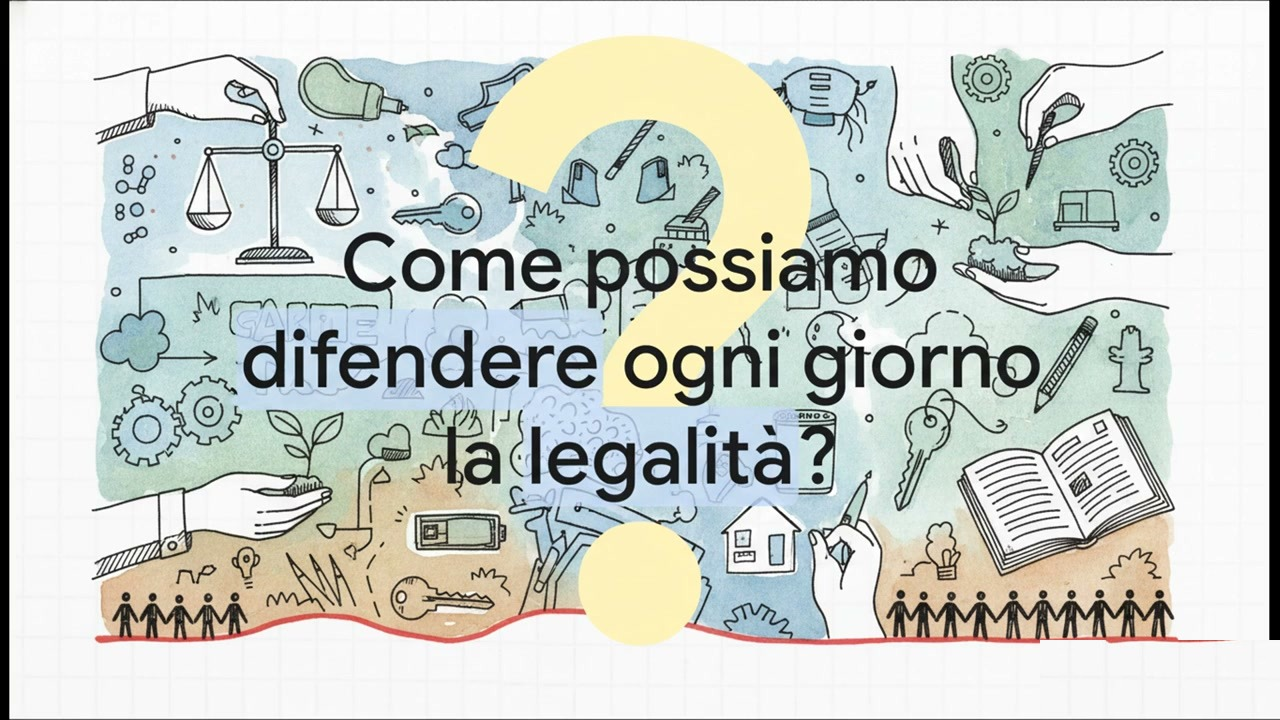 Come possiamo
difendere ogni giorno
la legalità?